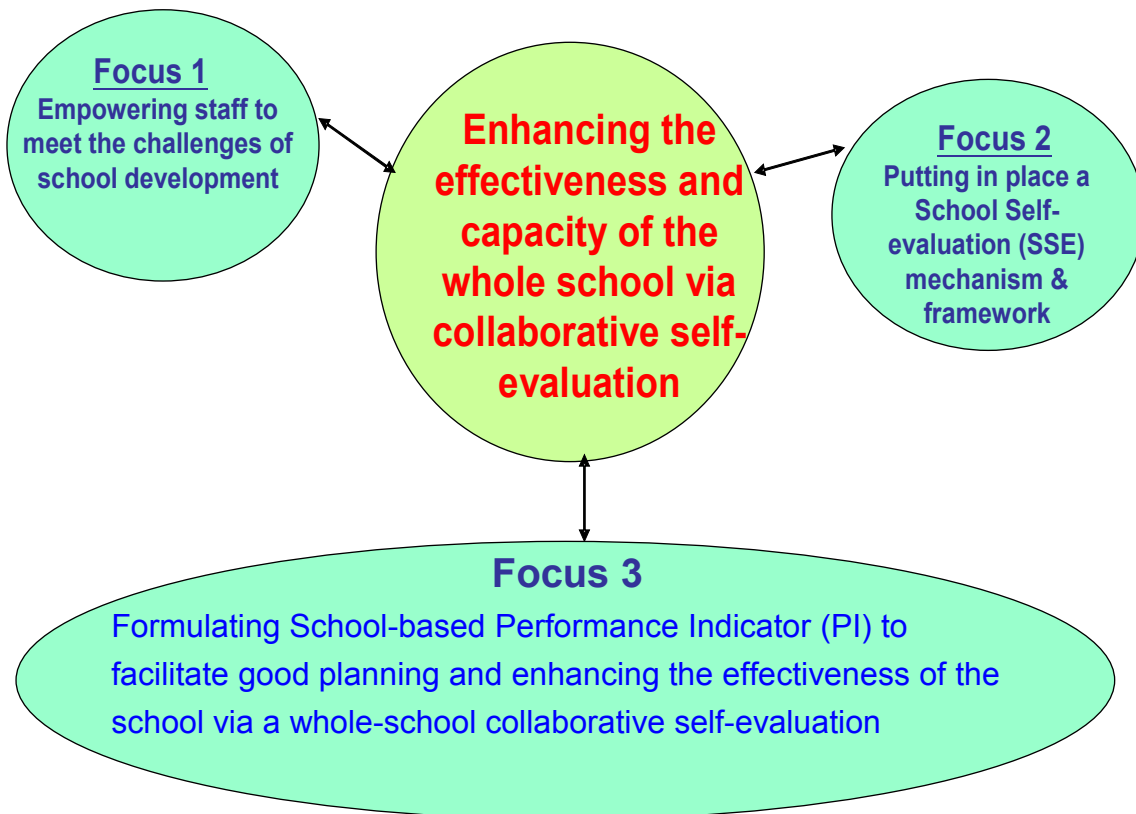 Focus 1
Empowering staff to
meet the challenges of
school development
Enhancing the
effectiveness and
capacity of the
whole school via
collaborative self-
evaluation
Focus 2
Putting in place a
School Self-
evaluation (SSE)
mechanism &
framework
Focus 3
Formulating School-based Performance Indicator (PI) to
facilitate good planning and enhancing the effectiveness of the
school via a whole-school collaborative self-evaluation